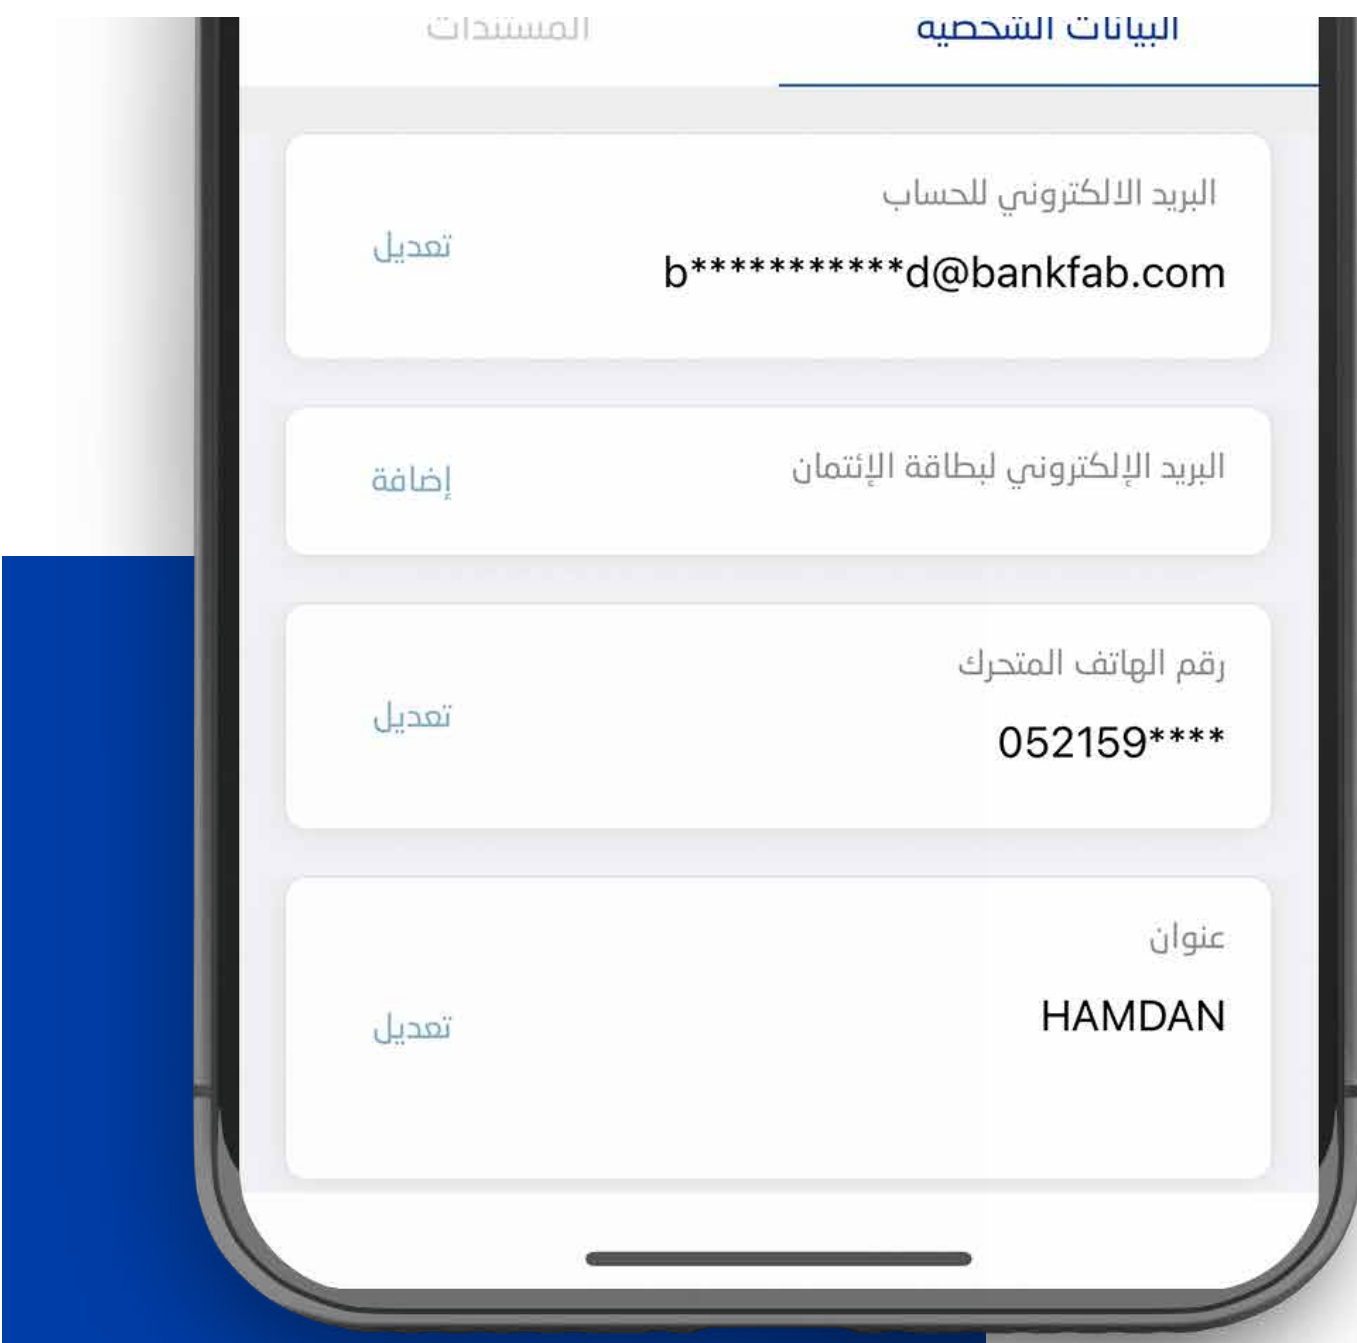 البيانات الشخصيه
المستندات
البريد الالكتروني للحساب
تعديل
b***********d@bankfab.com
البريد الإلكتروني لبطاقة الإئتمان
إضافة
رقم الهاتف المتحرك
تعديل
052159****
عنوان
HAMDAN
تعديل